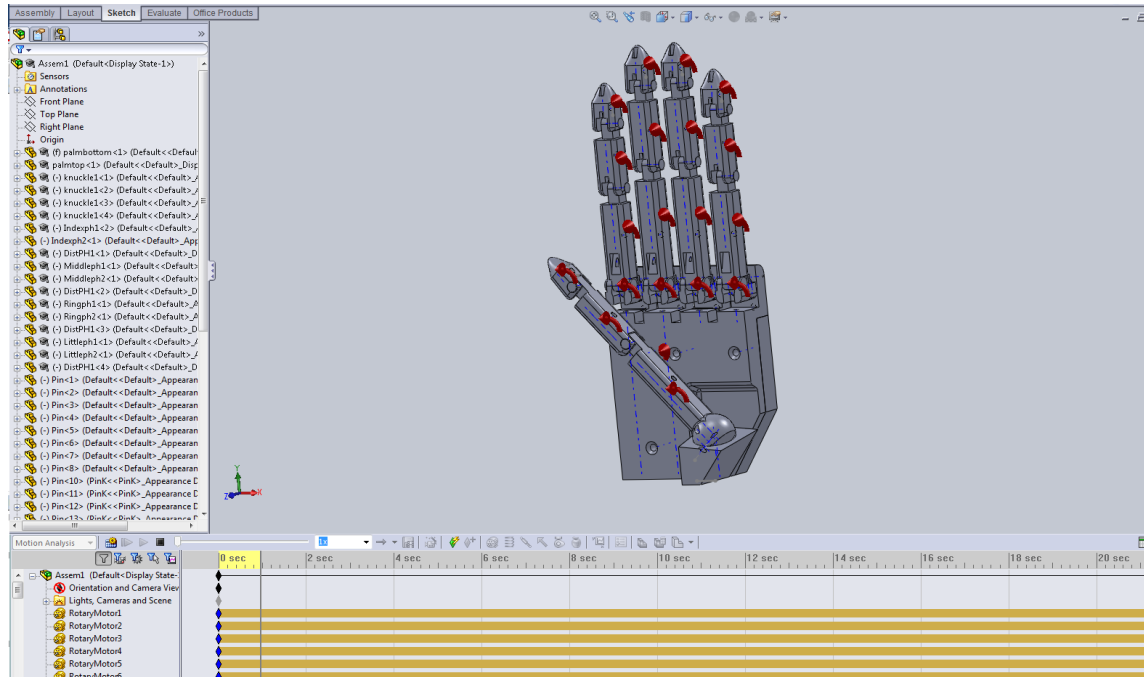 Assembly Layout Sketch Evaluate Office Products
Assem1 (Default<Display State-1>)
Sensors
Annotations
Front Plane
Top Plane
Right Plane
Origin
(f) palmbottom<1> (Default<<Defaul
palmtop<1> (Default<<Default>_Disp
(-) knuckle1<1> (Default<<Default>_A
(-) knuckle1<2> (Default<<Default>_A
(-) knuckle1<3> (Default<<Default>_A
(-) knuckle1<4> (Default<<Default>_A
(-) Indexph1<2> (Default<<Default>_
(-) Indexph2<1> (Default<<Default>_App
(-) DistPH1<1> (Default<<Default>_D
(-) Middleph1<1> (Default<<Default>
(-) Middleph2<1> (Default<<Default>
(-) DistPH1<2> (Default<<Default>_D
(-) Ringph1<1> (Default<<Default>_A
(-) Ringph2<1> (Default<<Default>_A
(-) DistPH1<3> (Default<<Default>_D
(-) Littleph1<1> (Default<<Default>_A
(-) Littleph2<1> (Default<<Default>_A
(-) DistPH1<4> (Default<<Default>_D
(-) Pin<1> (Default<<Default>_Appearan
(-) Pin<2> (Default<<Default>_Appearan
(-) Pin<3> (Default<<Default>_Appearan
(-) Pin<4> (Default<<Default>_Appearan
(-) Pin<5> (Default<<Default>_Appearan
(-) Pin<6> (Default<<Default>_Appearan
(-) Pin<7> (Default<<Default>_Appearan
(-) Pin<8> (Default<<Default>_Appearan
(-) Pin<10> (PinK<<PinK>_Appearance D
(-) Pin<11> (PinK<<PinK>_Appearance D
(-) Pin<12> (PinK<<PinK>_Appearance D
(-) Pin<13> (PinK<<PinK>_Appearance D
Y
Z X
Motion Analysis 1x
0 sec 2 sec 4 sec 6 sec 8 sec 10 sec 12 sec 14 sec 16 sec 18 sec 20 sec
Assem1 (Default<Display State-
Orientation and Camera View
Lights, Cameras and Scene
RotaryMotor1
RotaryMotor2
RotaryMotor3
RotaryMotor4
RotaryMotor5
RotaryMotor6